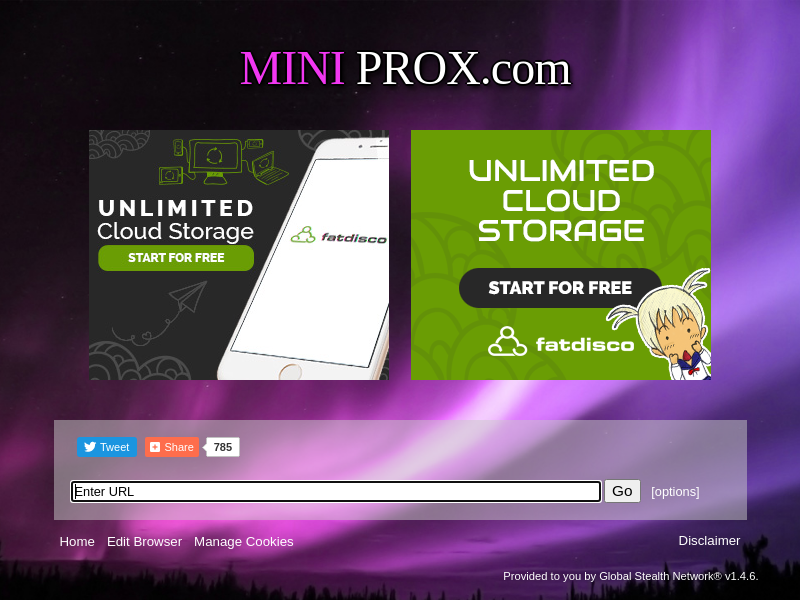 MINI PROX.com
UNLIMITED
Cloud Storage
START FOR FREE
fatdisco
UNLIMITED
CLOUD
STORAGE
START FOR FREE
fatdisco
Tweet
Share
785
Enter URL
Go
[options]
Home
Edit Browser
Manage Cookies
Disclaimer
Provided to you by Global Stealth Network® v1.4.6.